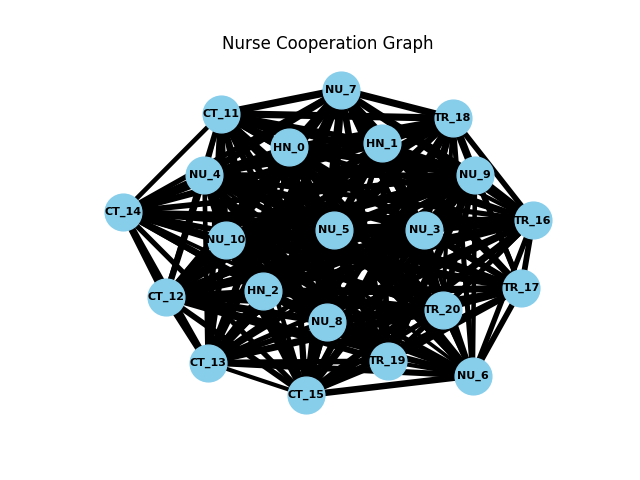 Nurse Cooperation Graph
NU_7
CT_11
TR_18
HN_1
HN_0
NU_4
NU_9
CT_14
TR_16
NU_5
NU_3
NU_10
TR_17
HN_2
CT_12
TR_20
NU_8
TR_19
CT_13
NU_6
CT_15